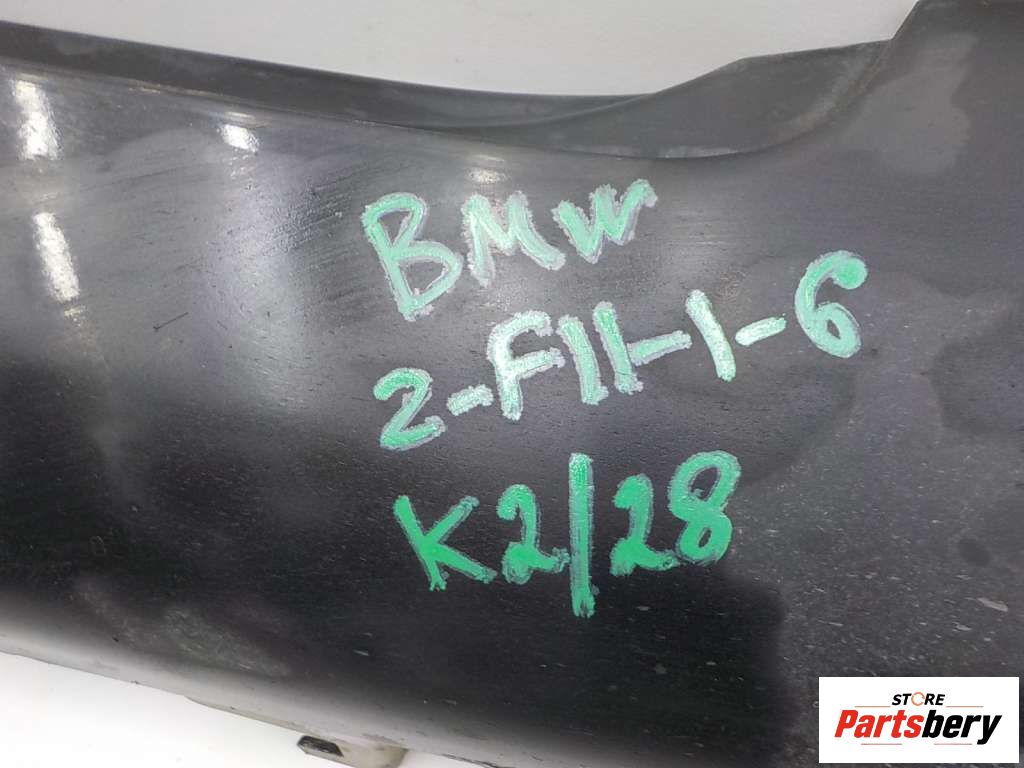 BMW
2-F11-1-6
K2/28
STORE
Partsbery